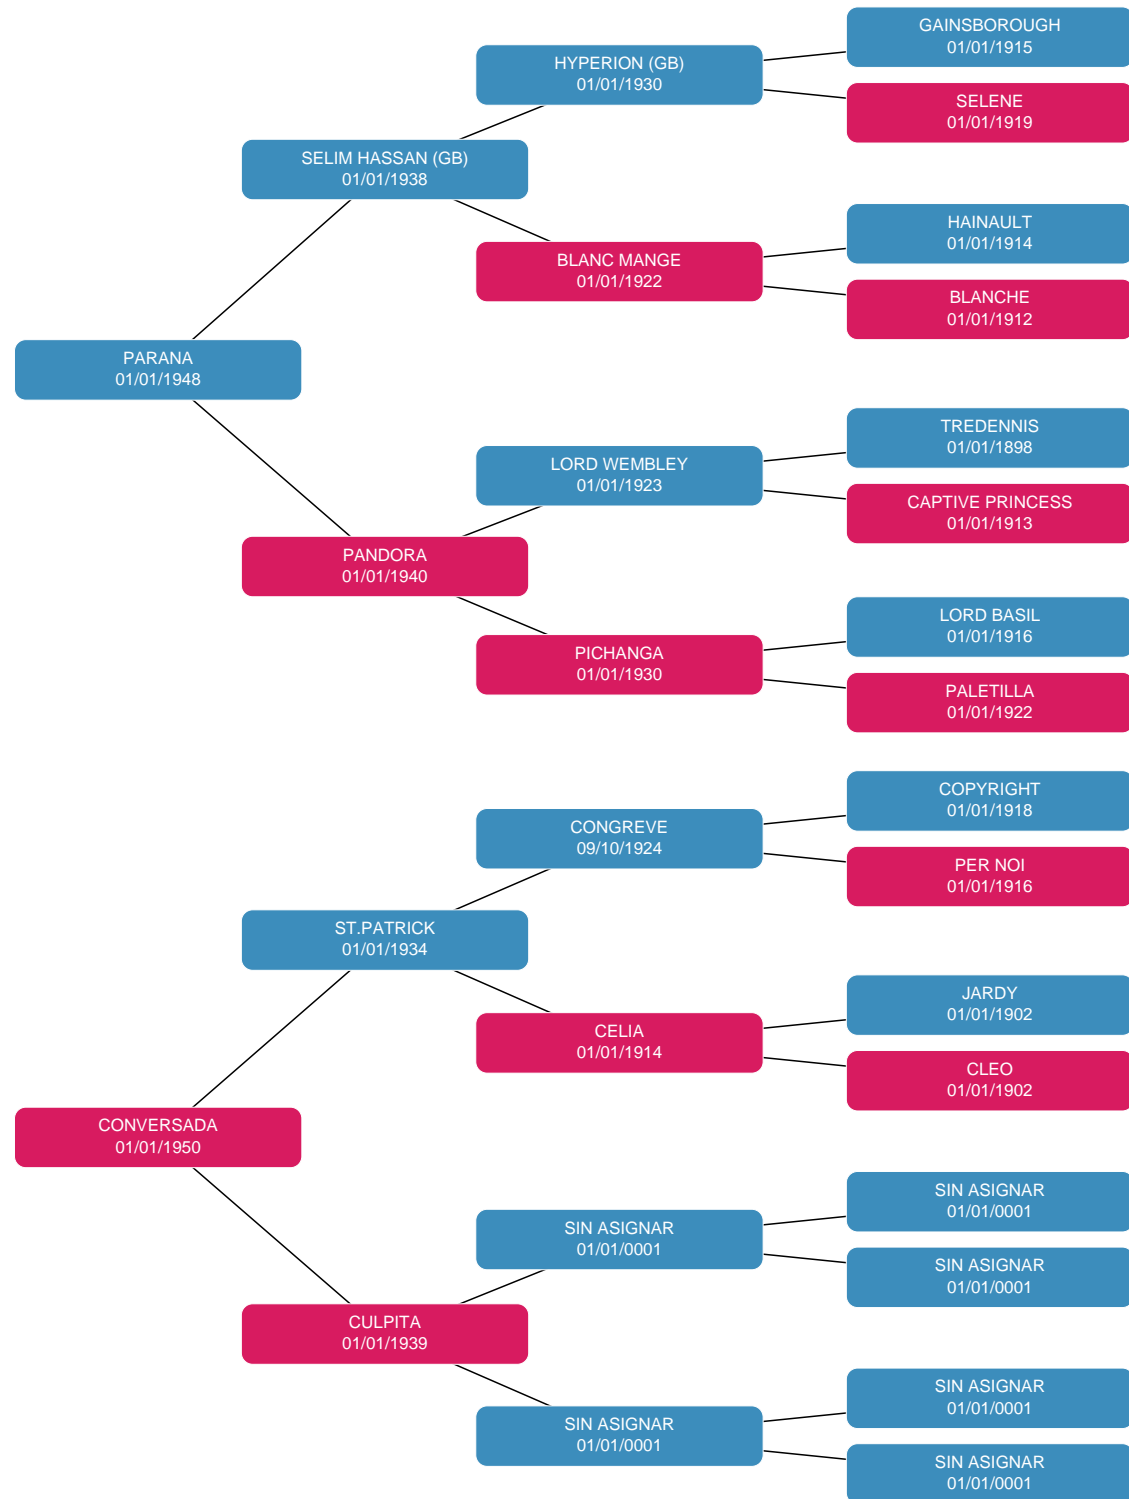 GAINSBOROUGH
01/01/1915
HYPERION (GB)
01/01/1930
SELENE
01/01/1919
SELIM HASSAN (GB)
01/01/1938
HAINAULT
01/01/1914
BLANC MANGE
01/01/1922
BLANCHE
01/01/1912
PARANA
01/01/1948
TREDENNIS
01/01/1898
LORD WEMBLEY
01/01/1923
CAPTIVE PRINCESS
01/01/1913
PANDORA
01/01/1940
LORD BASIL
01/01/1916
PICHANGA
01/01/1930
PALETILLA
01/01/1922
COPYRIGHT
01/01/1918
CONGREVE
09/10/1924
PER NOI
01/01/1916
ST.PATRICK
01/01/1934
JARDY
01/01/1902
CELIA
01/01/1914
CLEO
01/01/1902
CONVERSADA
01/01/1950
SIN ASIGNAR
01/01/0001
SIN ASIGNAR
01/01/0001
SIN ASIGNAR
01/01/0001
CULPITA
01/01/1939
SIN ASIGNAR
01/01/0001
SIN ASIGNAR
01/01/0001
SIN ASIGNAR
01/01/0001